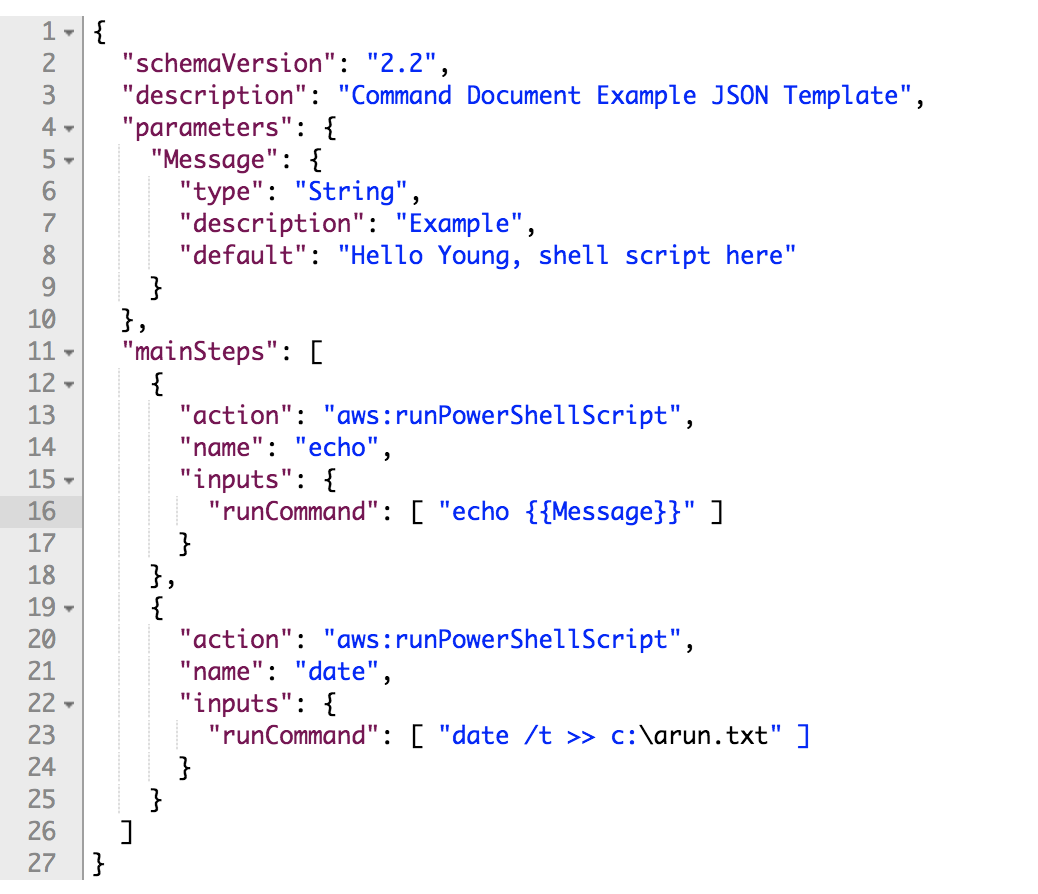 1 {
2 "schemaVersion": "2.2",
3 "description": "Command Document Example JSON Template",
4 "parameters": {
5 "Message": {
6 "type": "String",
7 "description": "Example",
8 "default": "Hello Young, shell script here"
9 }
10 },
11 "mainSteps": [
12 {
13 "action": "aws:runPowerShellScript",
14 "name": "echo",
15 "inputs": {
16 "runCommand": [ "echo {{Message}}" ]
17 }
18 },
19 {
20 "action": "aws:runPowerShellScript",
21 "name": "date",
22 "inputs": {
23 "runCommand": [ "date /t >> c:\arun.txt" ]
24 }
25 }
26 ]
27 }